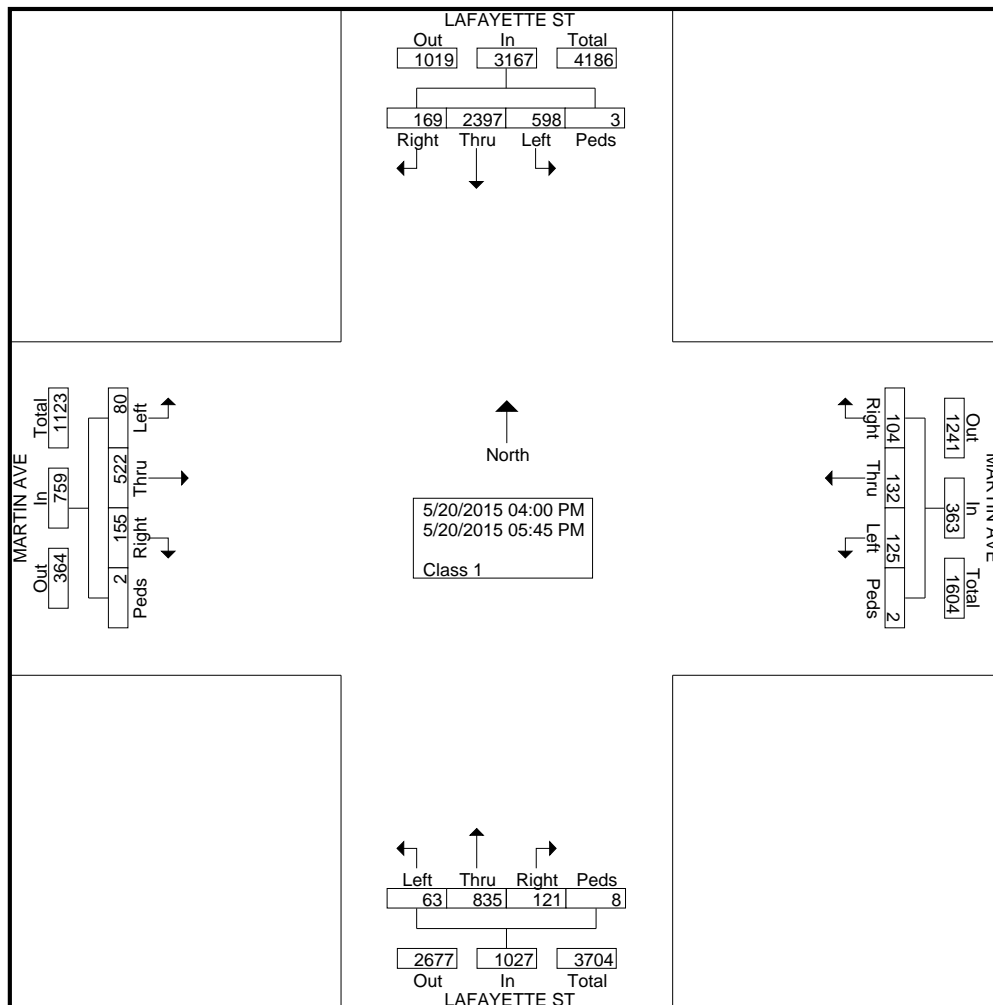 LAFAYETTE ST
Out In Total
1019 3167 4186
169 2397 598 3
Right Thru Left Peds
MARTIN AVE
Total In Out
1123 759 364
80 522 155 2
Left Thru Right Peds
North
5/20/2015 04:00 PM
5/20/2015 05:45 PM
Class 1
Right Thru Left Peds
104 132 125 2
Out In Total
1241 363 1604
MARTIN AVE
Left Thru Right Peds
63 835 121 8
2677 1027 3704
Out In Total
LAFAYETTE ST